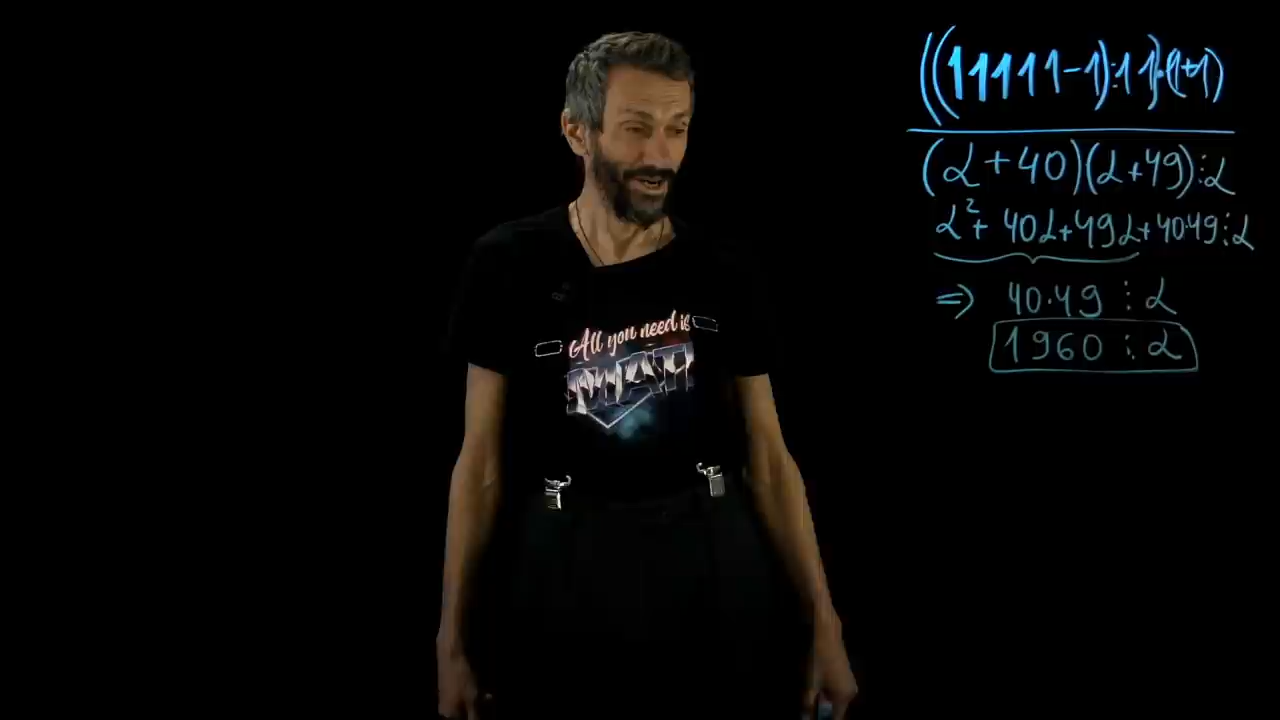 All you need is
MATH
((11111-1):11)·(1+1)
(α+40)(α+49)⋮α
α²+40α+49α+40·49⋮α
⇒ 40·49⋮α
1960⋮α